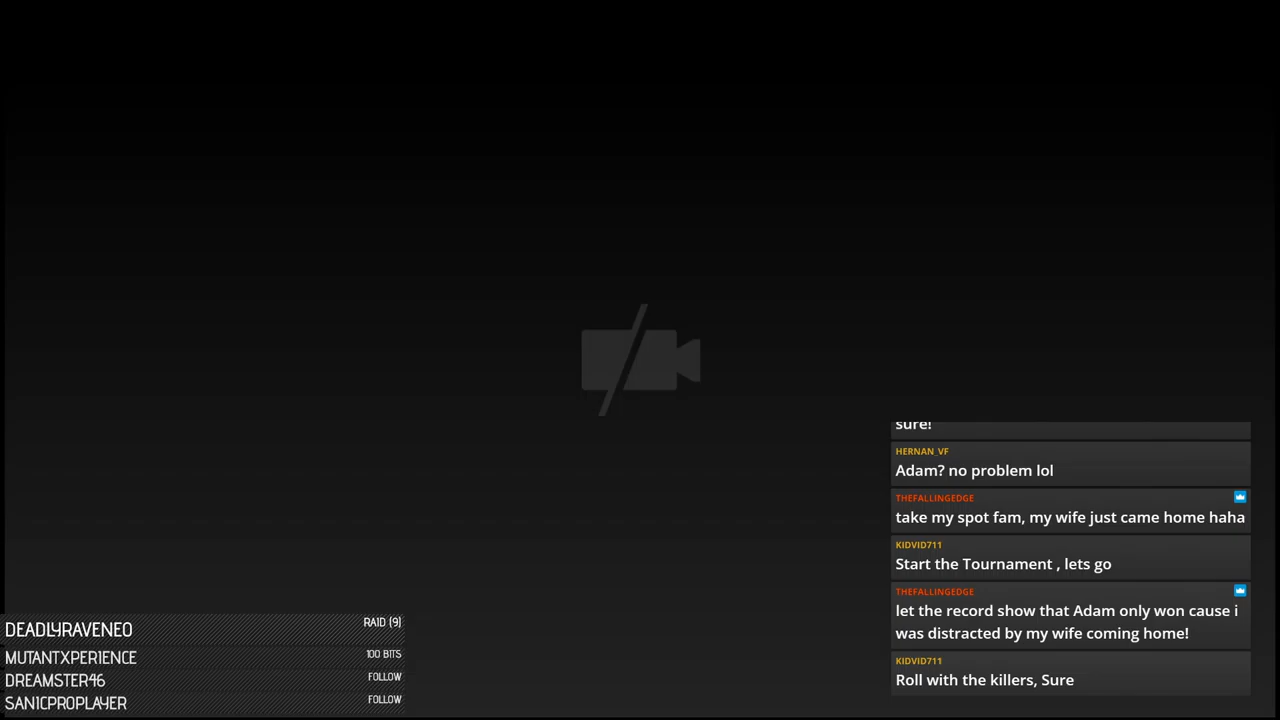 sure!
HERNAN_VF
Adam? no problem lol
THEFALLINGEDGE
take my spot fam, my wife just came home haha
KIDVID711
Start the Tournament , lets go
THEFALLINGEDGE
let the record show that Adam only won cause i
was distracted by my wife coming home!
KIDVID711
Roll with the killers, Sure
DEADLYRAVENEO RAID (9)
MUTANTXPERIENCE 100 BITS
DREAMSTER46 FOLLOW
SANICPROPLAYER FOLLOW